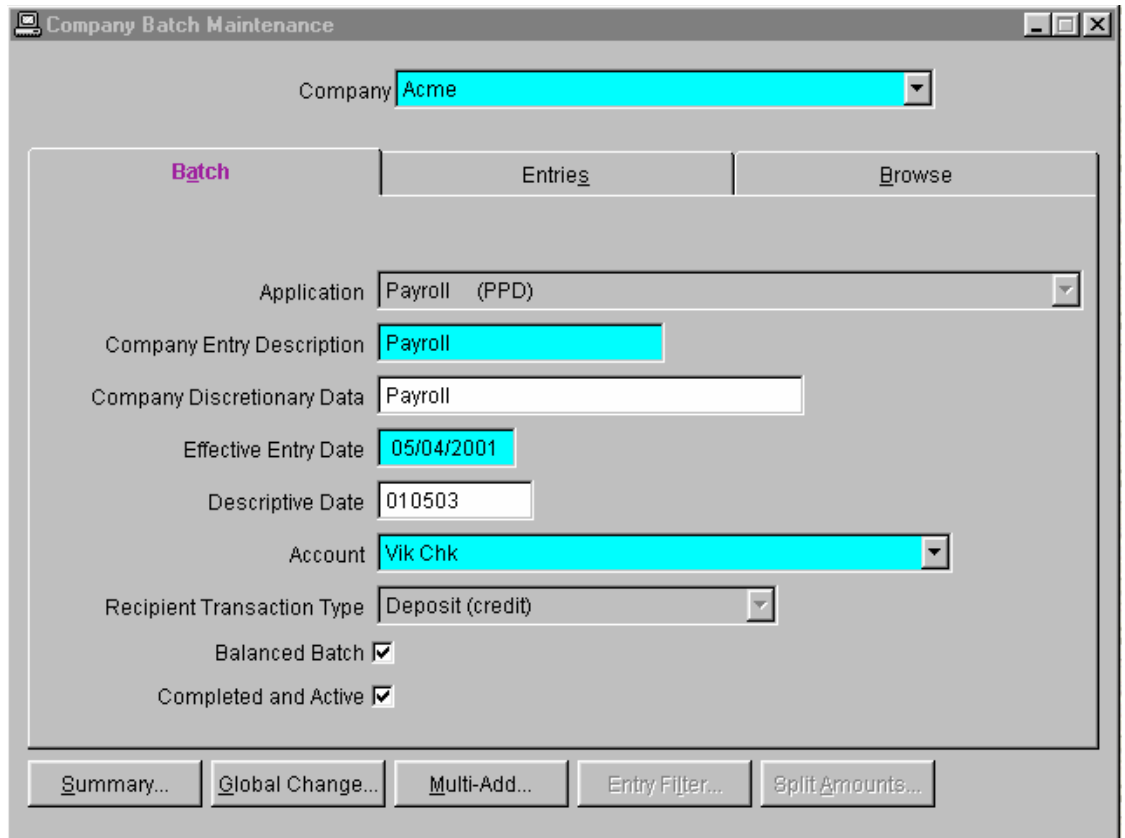 Company Batch Maintenance
Company Acme
Batch Entries Browse
Application Payroll (PPD)
Company Entry Description Payroll
Company Discretionary Data Payroll
Effective Entry Date 05/04/2001
Descriptive Date 010503
Account Vik Chk
Recipient Transaction Type Deposit (credit)
Balanced Batch
Completed and Active
Summary... Global Change... Multi-Add... Entry Filter... Split Amounts...